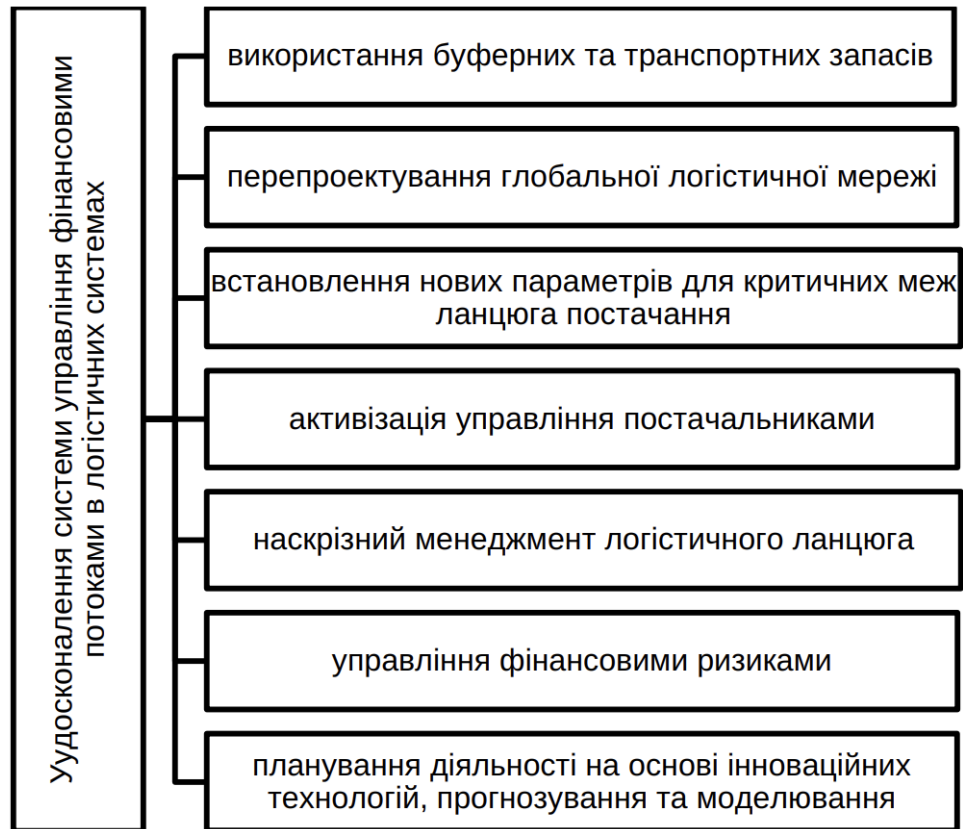 Уудосконалення системи управління фінансовими
потоками в логістичних системах
використання буферних та транспортних запасів
перепроектування глобальної логістичної мережі
встановлення нових параметрів для критичних меж
ланцюга постачання
активізація управління постачальниками
наскрізний менеджмент логістичного ланцюга
управління фінансовими ризиками
планування діяльності на основі інноваційних
технологій, прогнозування та моделювання